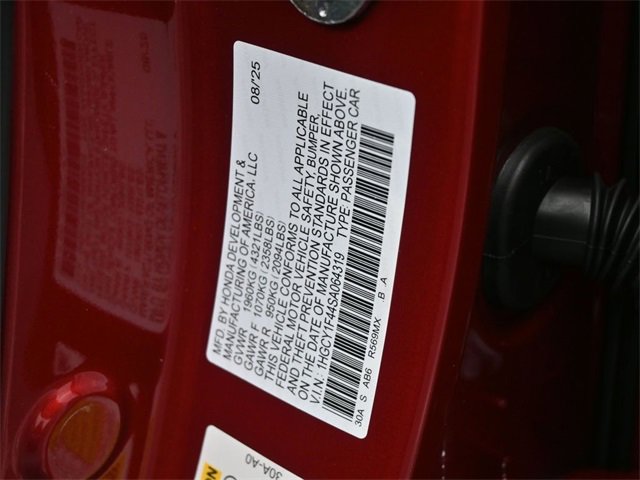 MFD. BY HONDA DEVELOPMENT &
MANUFACTURING OF AMERICA, LLC 08/25
GVWR 1960KG (4321LBS)
GAWR F 1070KG (2358LBS)
GAWR R 950KG (2094LBS)
THIS VEHICLE CONFORMS TO ALL APPLICABLE
FEDERAL MOTOR VEHICLE SAFETY, BUMPER,
AND THEFT PREVENTION STANDARDS IN EFFECT
ON THE DATE OF MANUFACTURE SHOWN ABOVE.
V.I.N.: 1HGCY1F44SA064319 TYPE: PASSENGER CAR
30A S AB6 R569MX B A
30A-A0